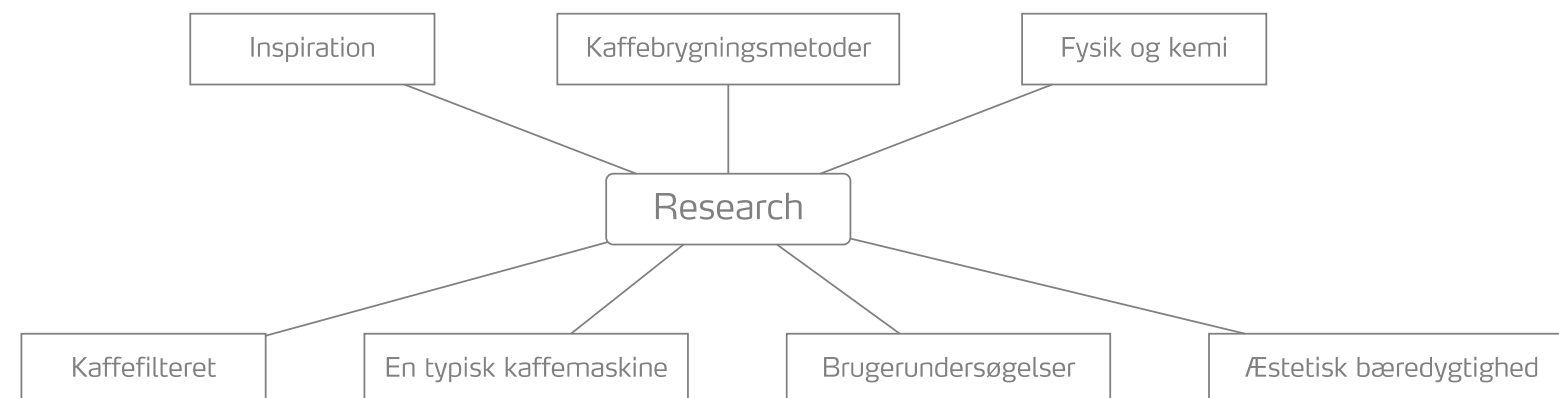 Inspiration
Kaffebrygningsmetoder
Fysik og kemi
Research
Kaffefilteret
En typisk kaffemaskine
Brugerundersøgelser
Æstetisk bæredygtighed